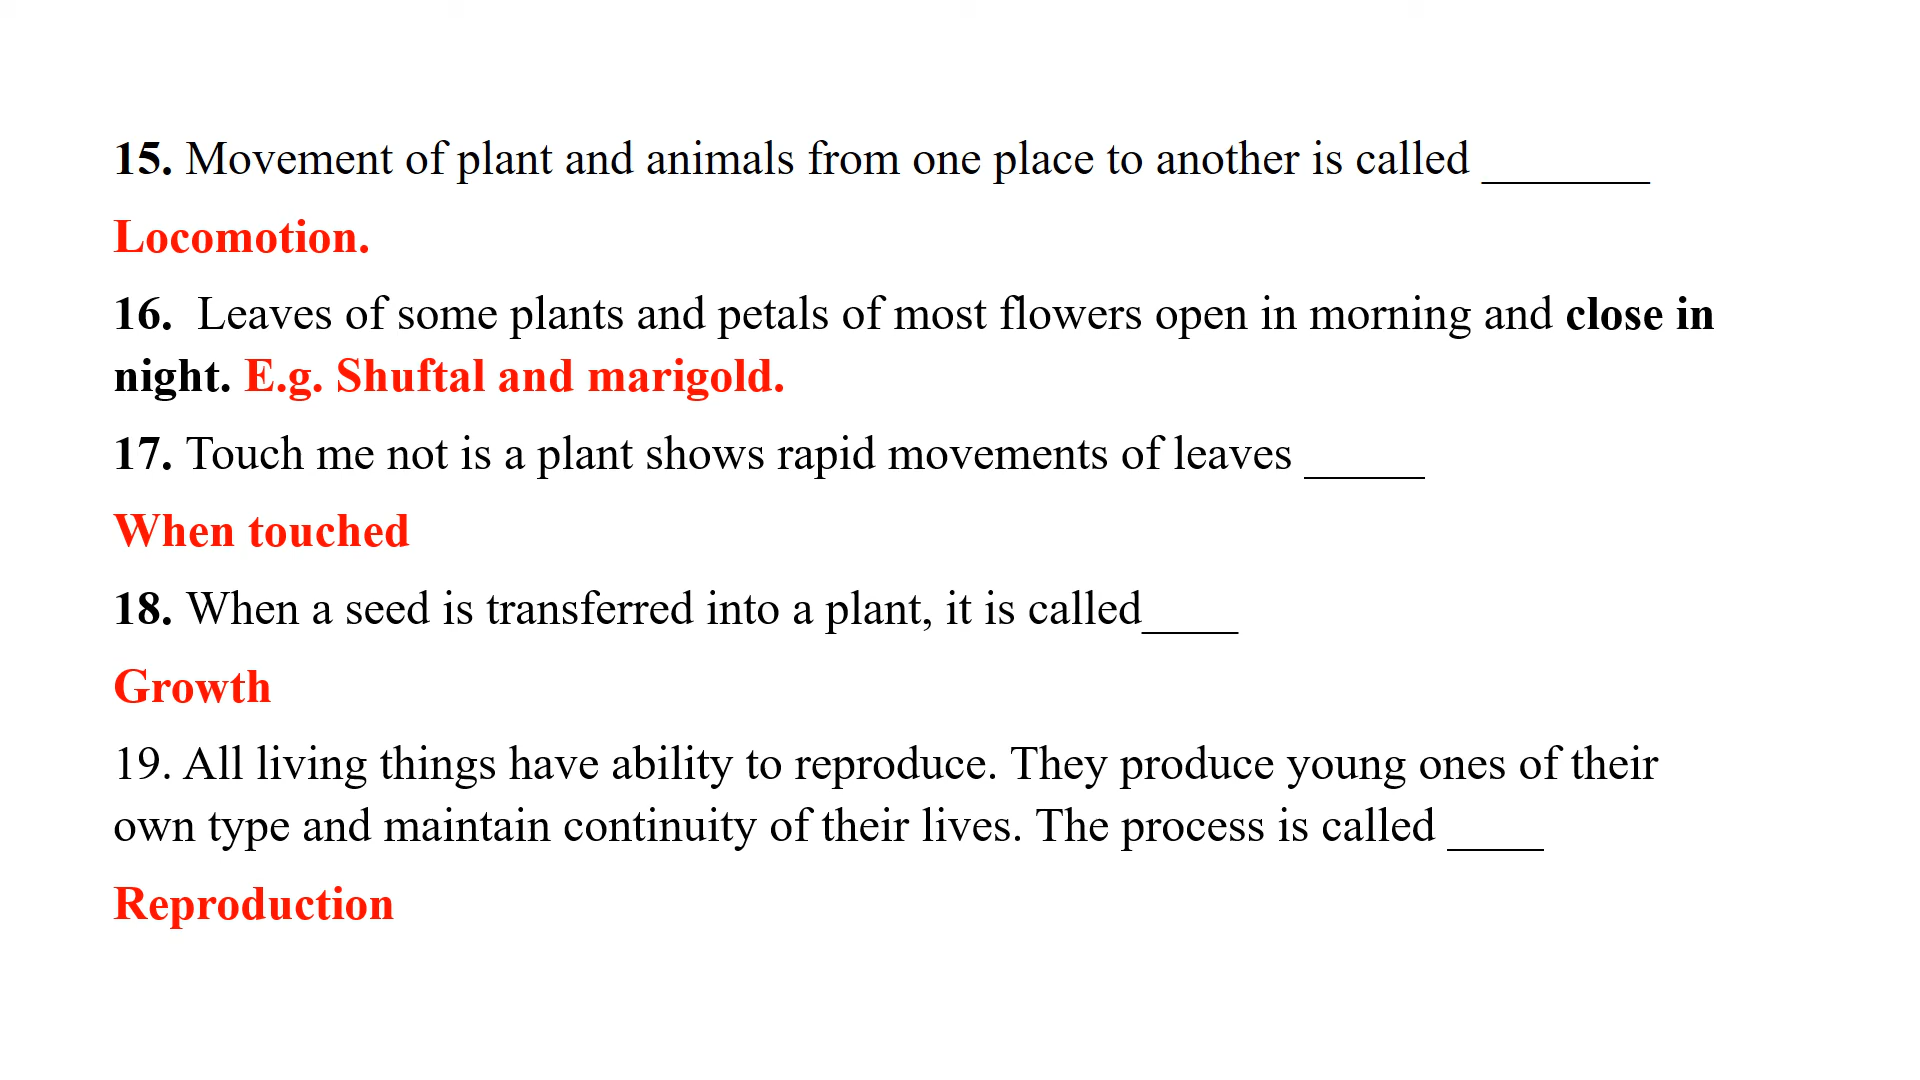 15. Movement of plant and animals from one place to another is called _______
Locomotion.
16.  Leaves of some plants and petals of most flowers open in morning and close in
night. E.g. Shuftal and marigold.
17. Touch me not is a plant shows rapid movements of leaves _____
When touched
18. When a seed is transferred into a plant, it is called____
Growth
19. All living things have ability to reproduce. They produce young ones of their
own type and maintain continuity of their lives. The process is called ____
Reproduction